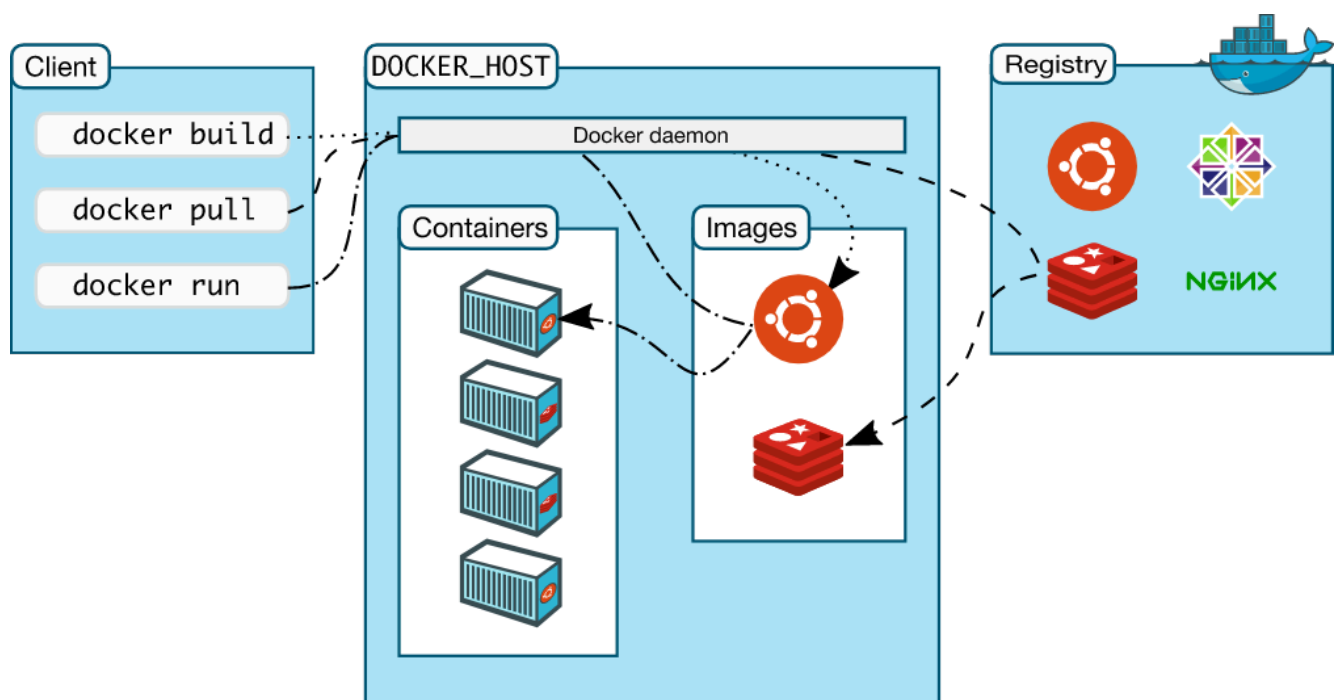 Client
docker build
docker pull
docker run
DOCKER_HOST
Docker daemon
Containers
Images
Registry
NGINX